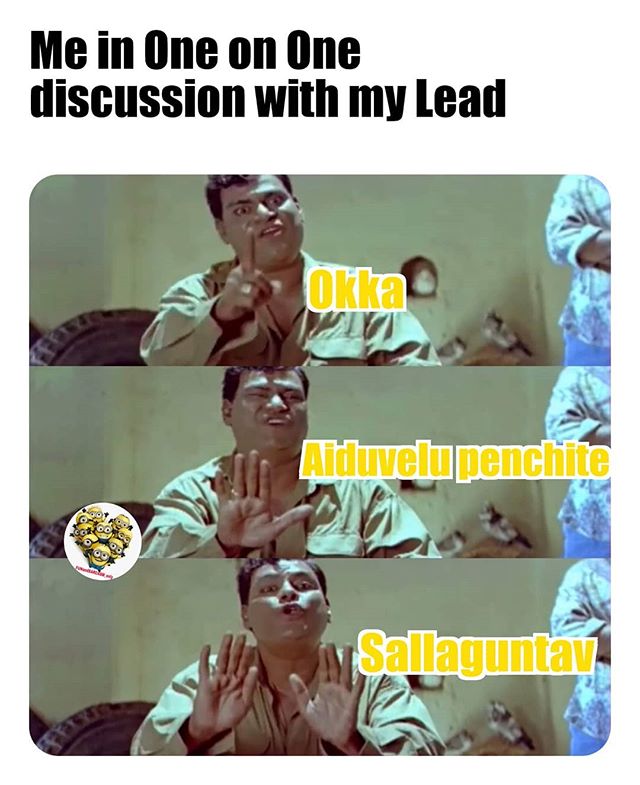 Me in One on One
discussion with my Lead
Okka
Aiduvelu penchite
Sallaguntav